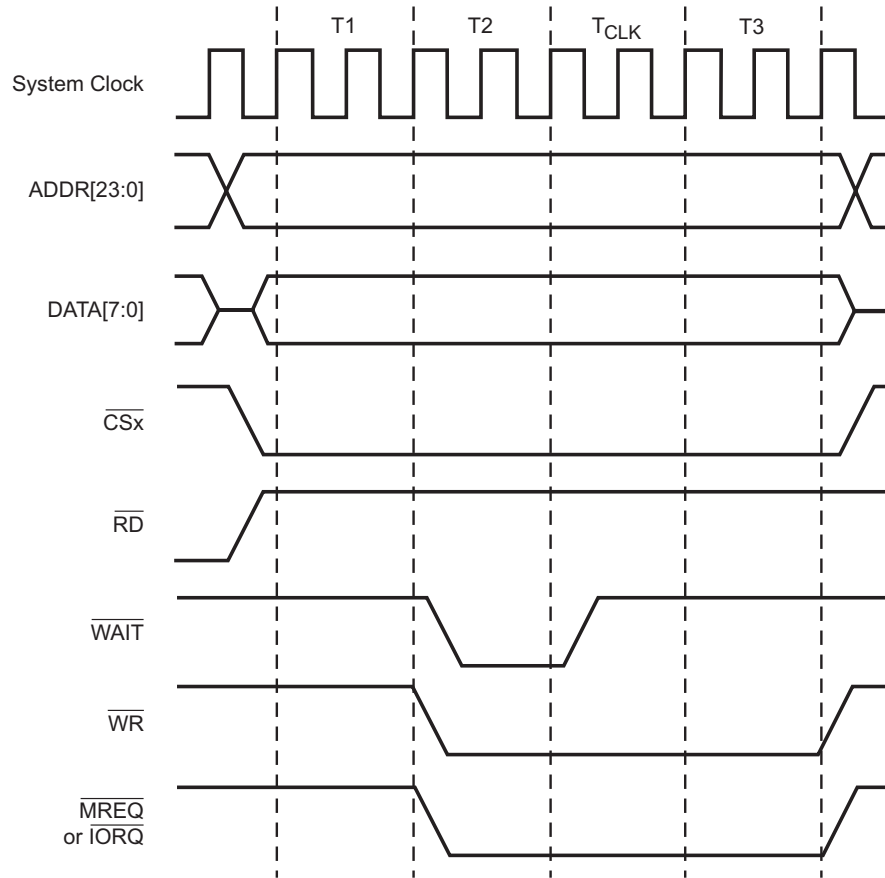 T1 T2 TCLK T3
System Clock
ADDR[23:0]
DATA[7:0]
CSx
RD
WAIT
WR
MREQ
or IORQ